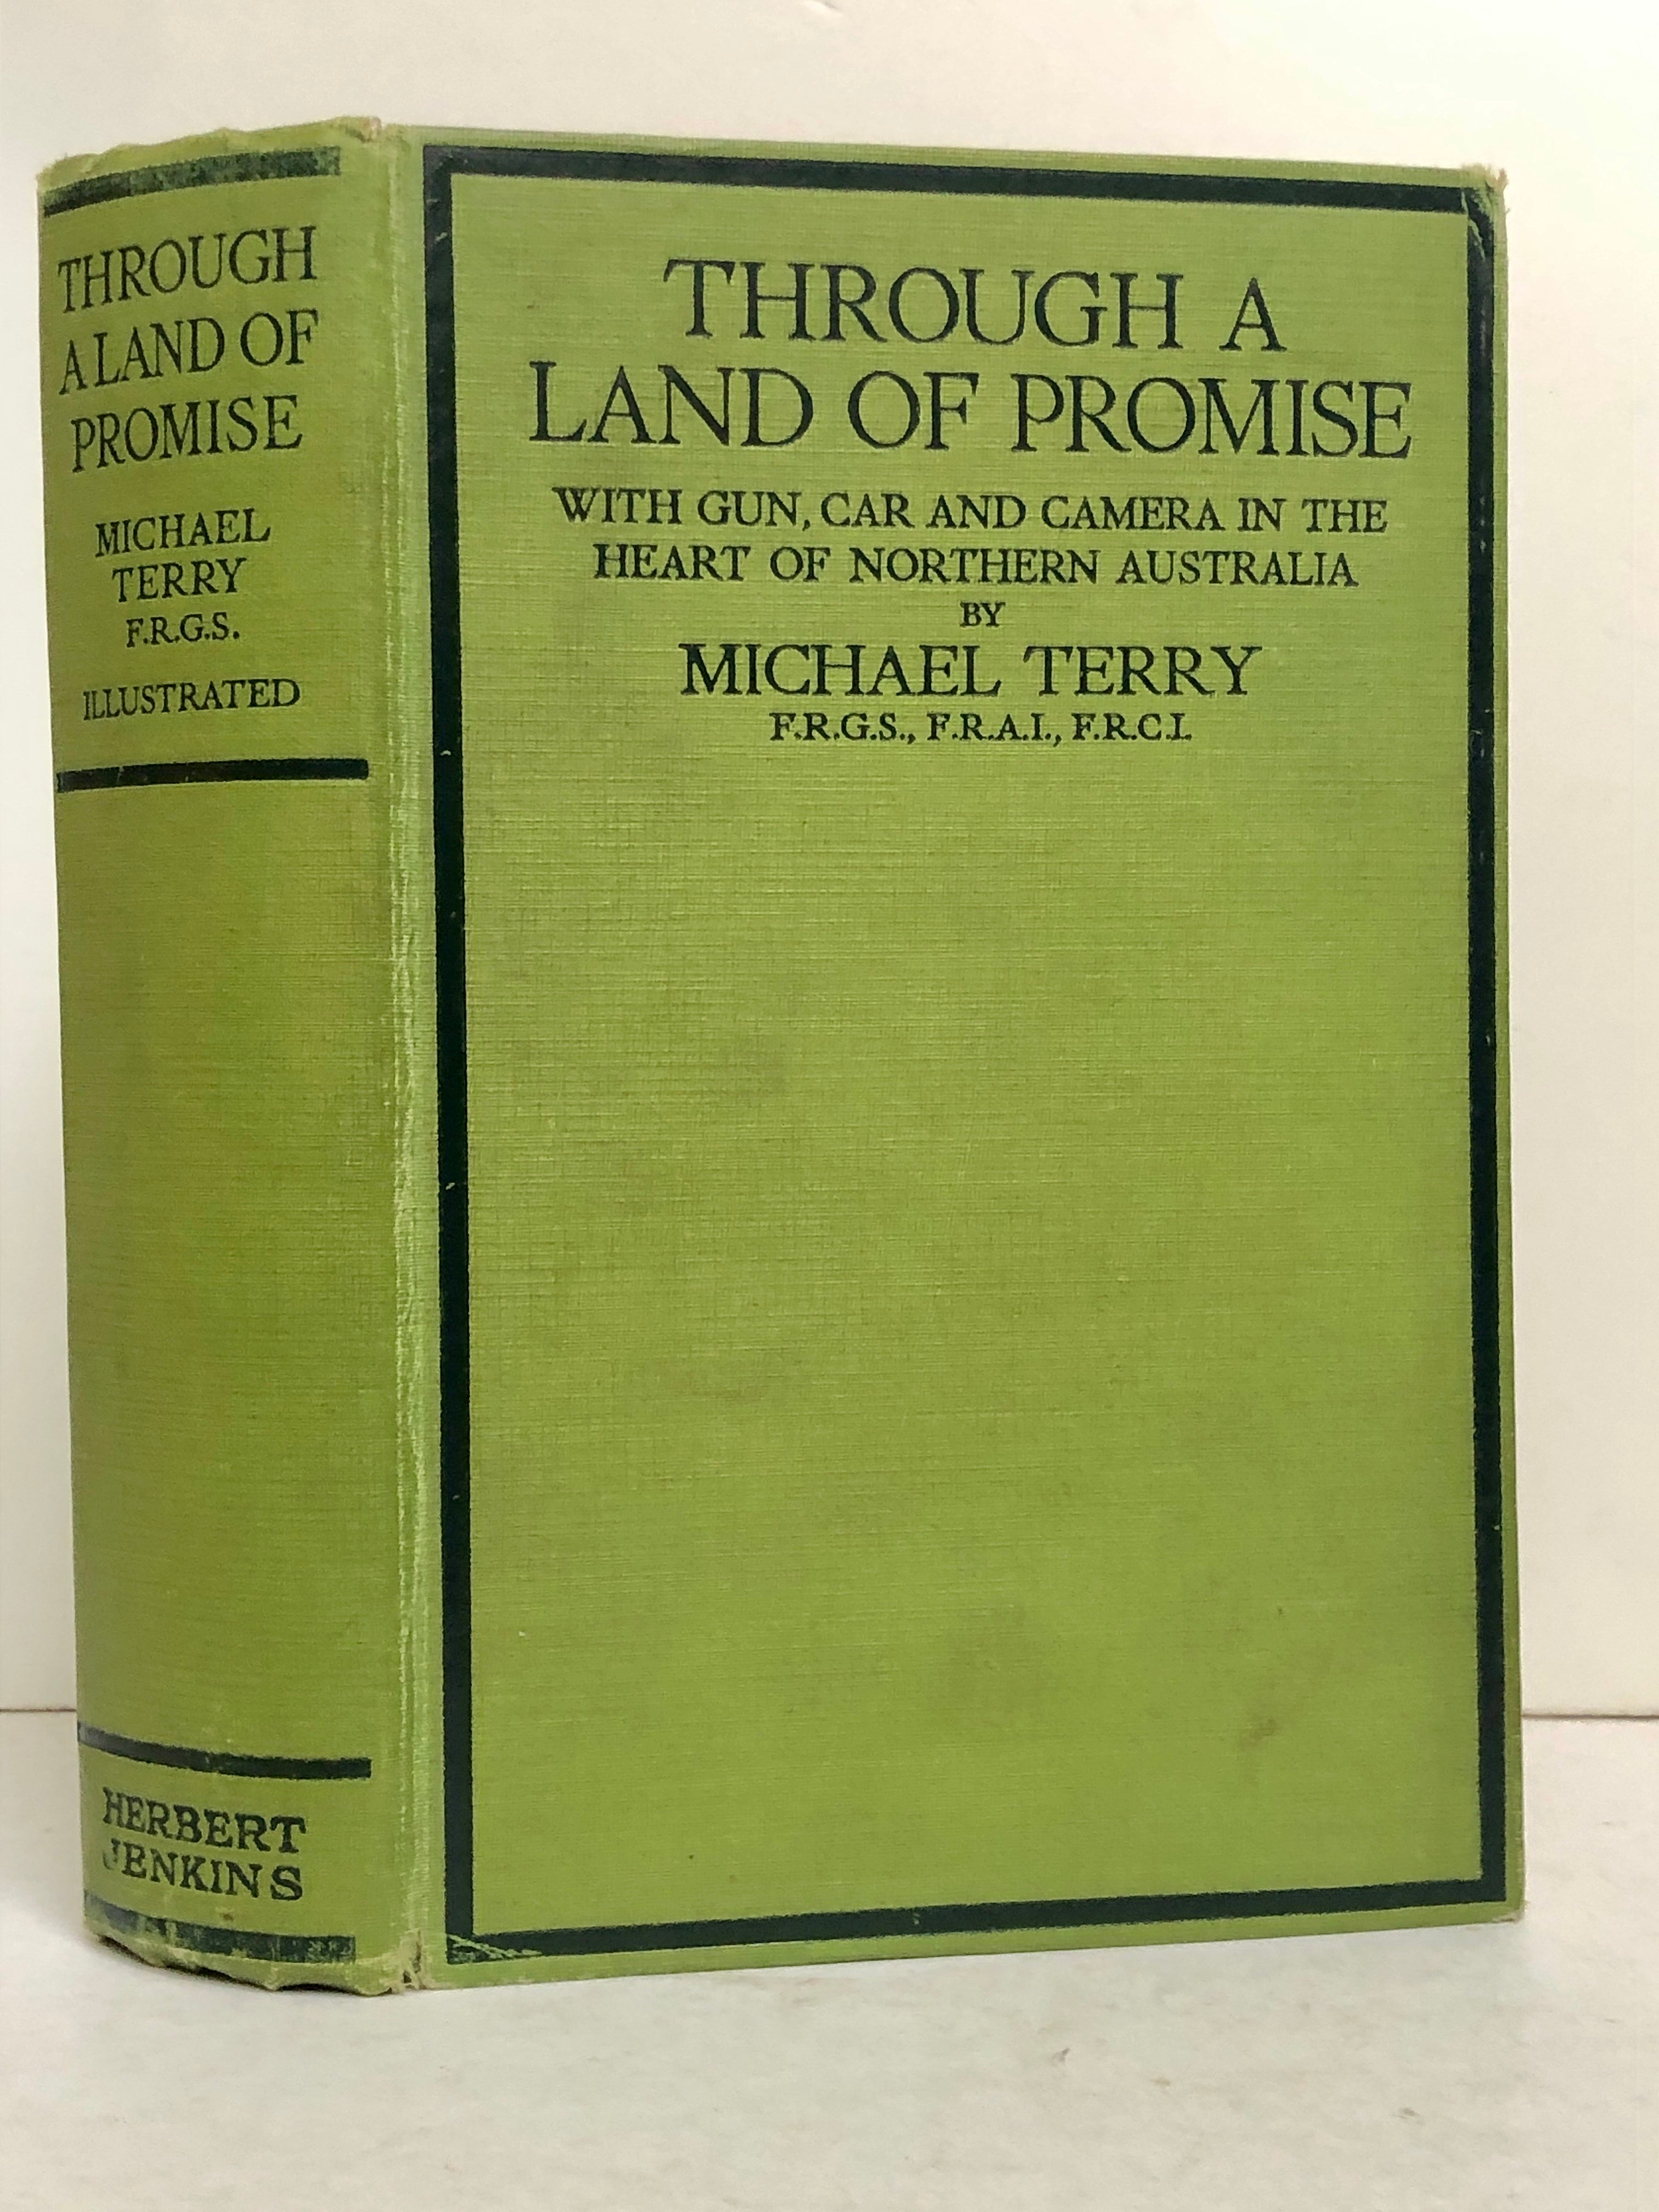 THROUGH
A LAND OF
PROMISE
MICHAEL
TERRY
F.R.G.S.
ILLUSTRATED
HERBERT
JENKINS
THROUGH A
LAND OF PROMISE
WITH GUN, CAR AND CAMERA IN THE
HEART OF NORTHERN AUSTRALIA
BY
MICHAEL TERRY
F.R.G.S., F.R.A.I., F.R.C.I.